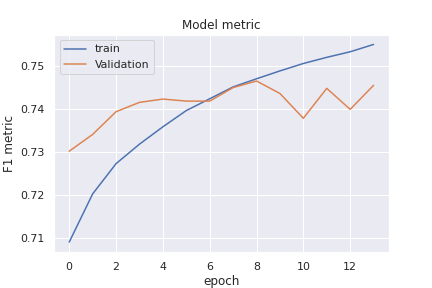 Model metric
train
Validation
0.75
0.74
0.73
0.72
0.71
F1 metric
0 2 4 6 8 10 12
epoch